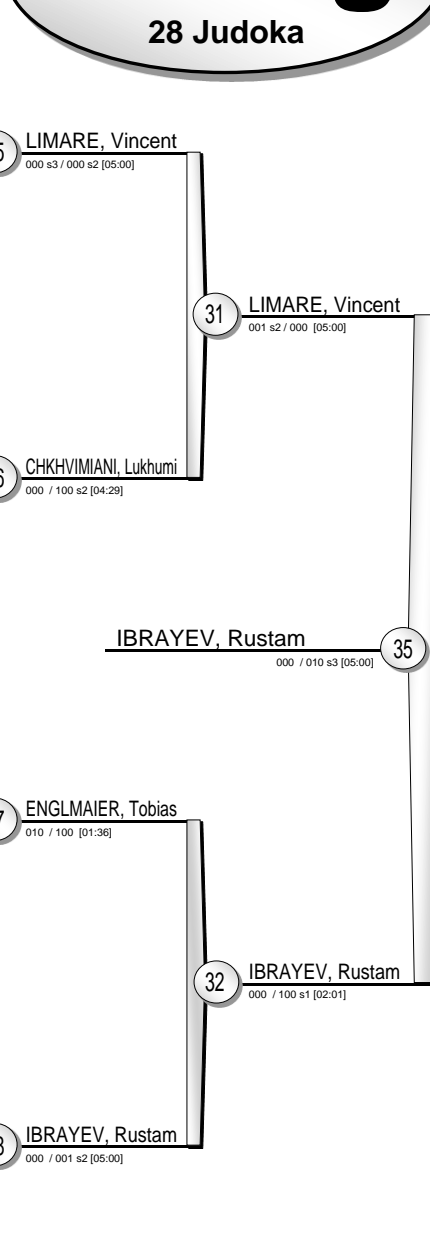 28 Judoka
LIMARE, Vincent
000 s3 / 000 s2 [05:00]
31
LIMARE, Vincent
001 s2 / 000 [05:00]
CHKHVIMIANI, Lukhumi
000 / 100 s2 [04:29]
IBRAYEV, Rustam
000 / 010 s3 [05:00]
35
ENGLMAIER, Tobias
010 / 100 [01:36]
32
IBRAYEV, Rustam
000 / 100 s1 [02:01]
IBRAYEV, Rustam
000 / 001 s2 [05:00]